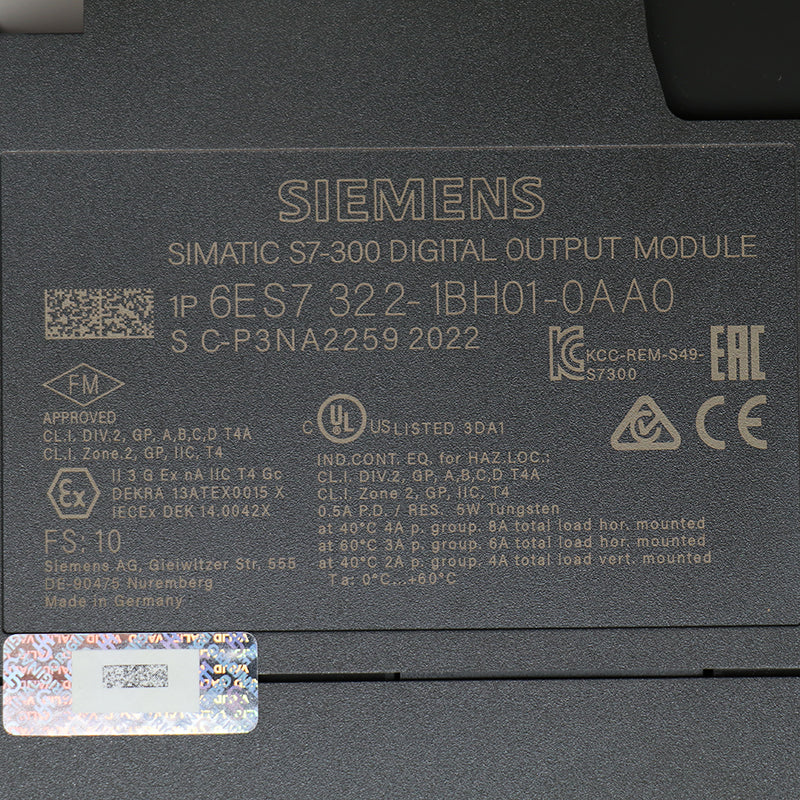 SIEMENS
SIMATIC S7-300 DIGITAL OUTPUT MODULE
1P 6ES7 322-1BH01-0AA0
S C-P3NA2259 2022
KCC-REM-S49-
S7300
EAC
FM
APPROVED
CL.I. DIV.2, GP, A,B,C,D T4A
CL.I. Zone.2, GP, IIC, T4
Ex
II 3 G Ex nA IIC T4 Gc
DEKRA 13ATEX0015 X
IECEx DEK 14.0042X
FS: 10
Siemens AG, Gleiwitzer Str, 555
DE-90475 Nuremberg
Made in Germany
C UL US LISTED 3DA1
CE
IND.CONT. EQ. for HAZ.LOC.:
CL.I. DIV.2, GP, A,B,C,D T4A
CL.I. Zone 2, GP, IIC, T4
0.5A P.D. / RES. 5W Tungsten
at 40°C 4A p. group. 8A total load hor. mounted
at 60°C 3A p. group. 6A total load hor. mounted
at 40°C 2A p. group. 4A total load vert. mounted
Ta: 0°C...+60°C